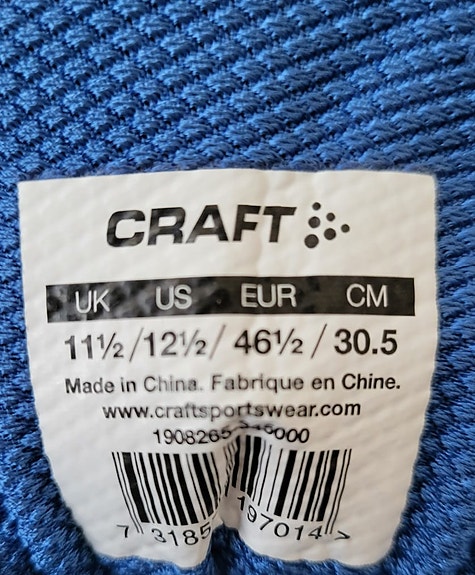 CRAFT
UK US EUR CM
11½ / 12½ / 46½ / 30.5
Made in China. Fabrique en Chine.
www.craftsportswear.com
7 3185 197014 >